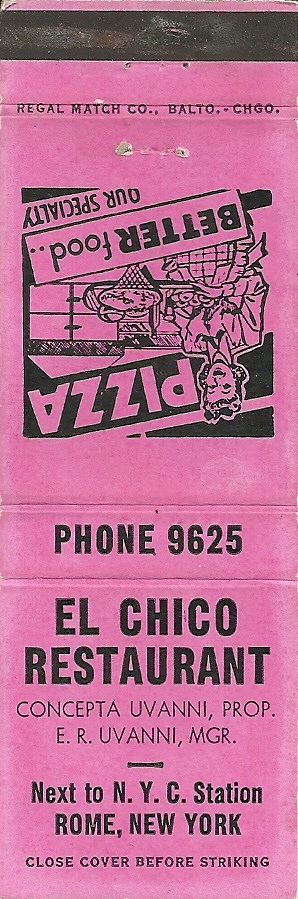 REGAL MATCH CO., BALTO.-CHGO.
PIZZA
BETTER food..
OUR SPECIALTY
PHONE 9625
EL CHICO
RESTAURANT
CONCEPTA UVANNI, PROP.
E. R. UVANNI, MGR.
Next to N. Y. C. Station
ROME, NEW YORK
CLOSE COVER BEFORE STRIKING